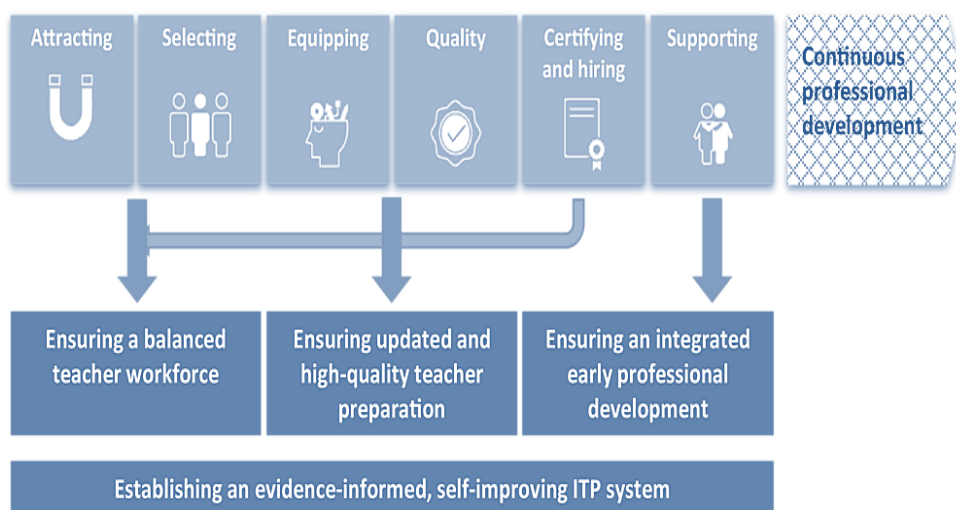 Attracting
Selecting
Equipping
Quality
Certifying
and hiring
Supporting
Continuous
professional
development
Ensuring a balanced
teacher workforce
Ensuring updated and
high-quality teacher
preparation
Ensuring an integrated
early professional
development
Establishing an evidence-informed, self-improving ITP system